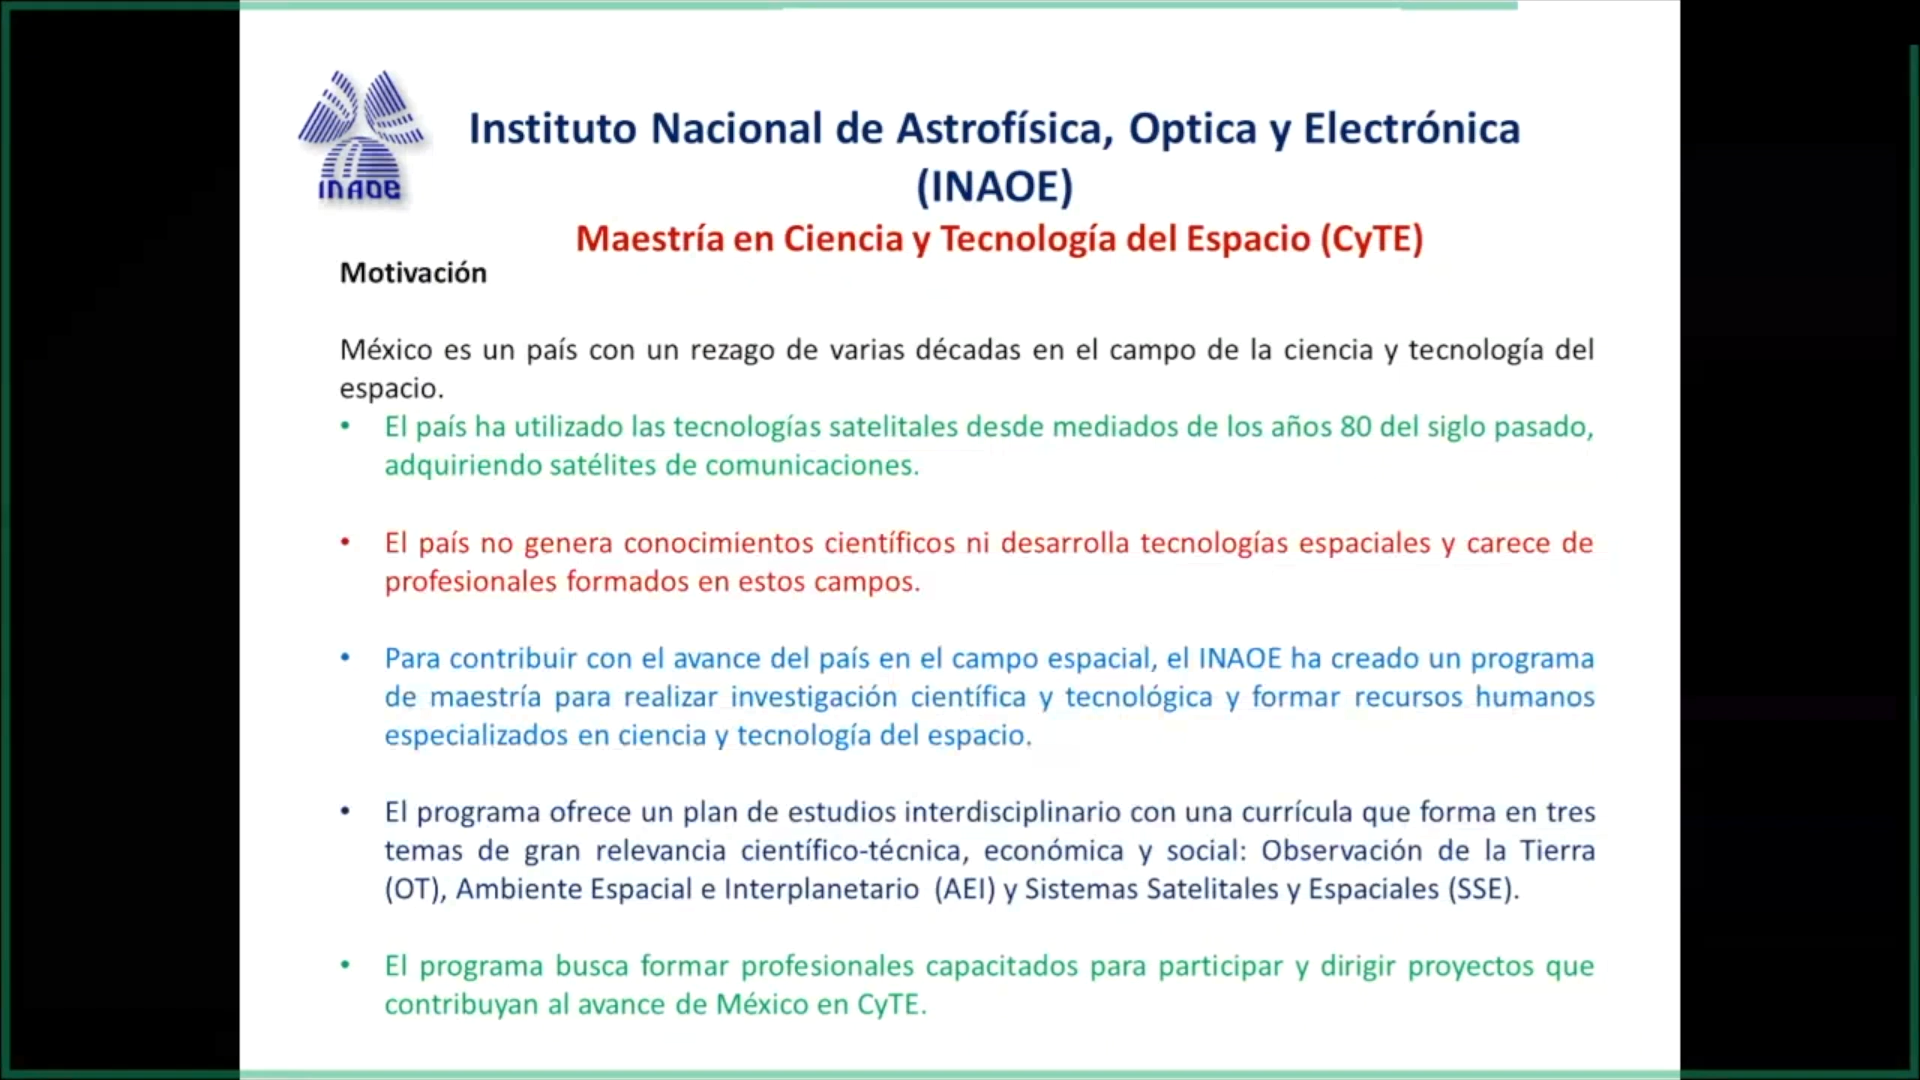 INAOE
Instituto Nacional de Astrofísica, Optica y Electrónica
(INAOE)
Maestría en Ciencia y Tecnología del Espacio (CyTE)
Motivación
México es un país con un rezago de varias décadas en el campo de la ciencia y tecnología del
espacio.
• El país ha utilizado las tecnologías satelitales desde mediados de los años 80 del siglo pasado,
adquiriendo satélites de comunicaciones.
• El país no genera conocimientos científicos ni desarrolla tecnologías espaciales y carece de
profesionales formados en estos campos.
• Para contribuir con el avance del país en el campo espacial, el INAOE ha creado un programa
de maestría para realizar investigación científica y tecnológica y formar recursos humanos
especializados en ciencia y tecnología del espacio.
• El programa ofrece un plan de estudios interdisciplinario con una currícula que forma en tres
temas de gran relevancia científico-técnica, económica y social: Observación de la Tierra
(OT), Ambiente Espacial e Interplanetario (AEI) y Sistemas Satelitales y Espaciales (SSE).
• El programa busca formar profesionales capacitados para participar y dirigir proyectos que
contribuyan al avance de México en CyTE.